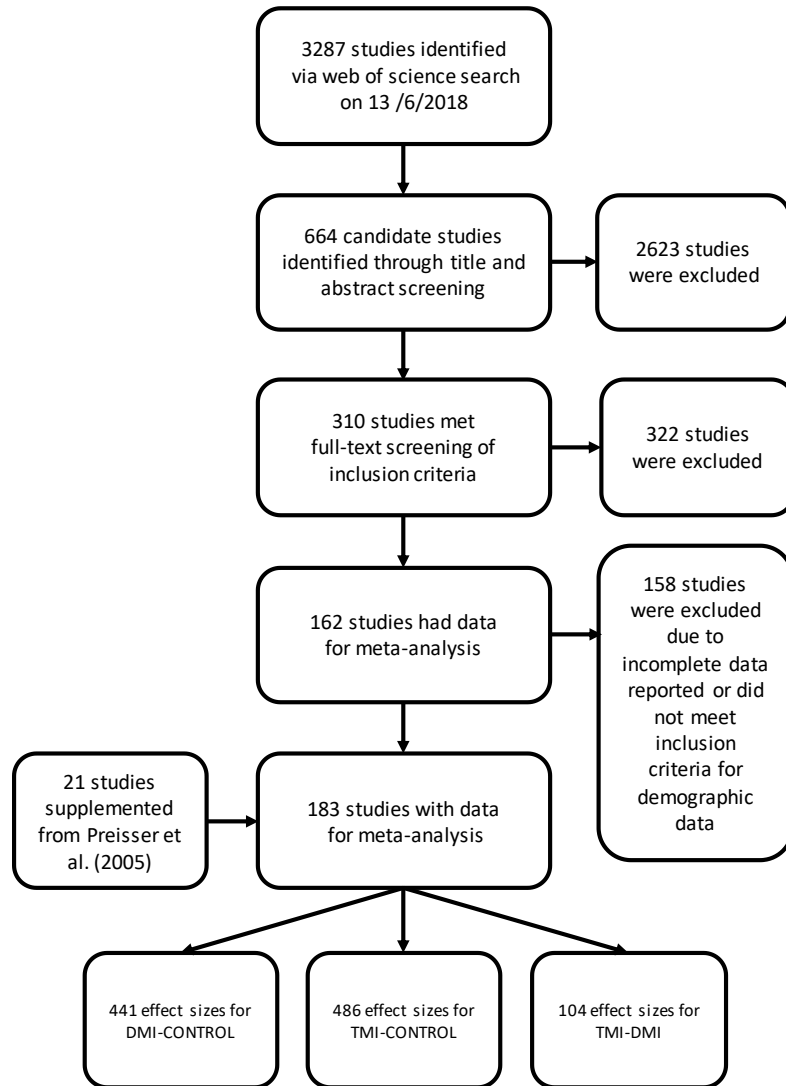 3287 studies identified
via web of science search
on 13 /6/2018
664 candidate studies
identified through title and
abstract screening
2623 studies
were excluded
310 studies met
full-text screening of
inclusion criteria
322 studies
were excluded
162 studies had data
for meta-analysis
158 studies
were excluded
due to
incomplete data
reported or did
not meet
inclusion
criteria for
demographic
data
21 studies
supplemented
from Preisser et
al. (2005)
183 studies with data
for meta-analysis
441 effect sizes for
DMI-CONTROL
486 effect sizes for
TMI-CONTROL
104 effect sizes for
TMI-DMI